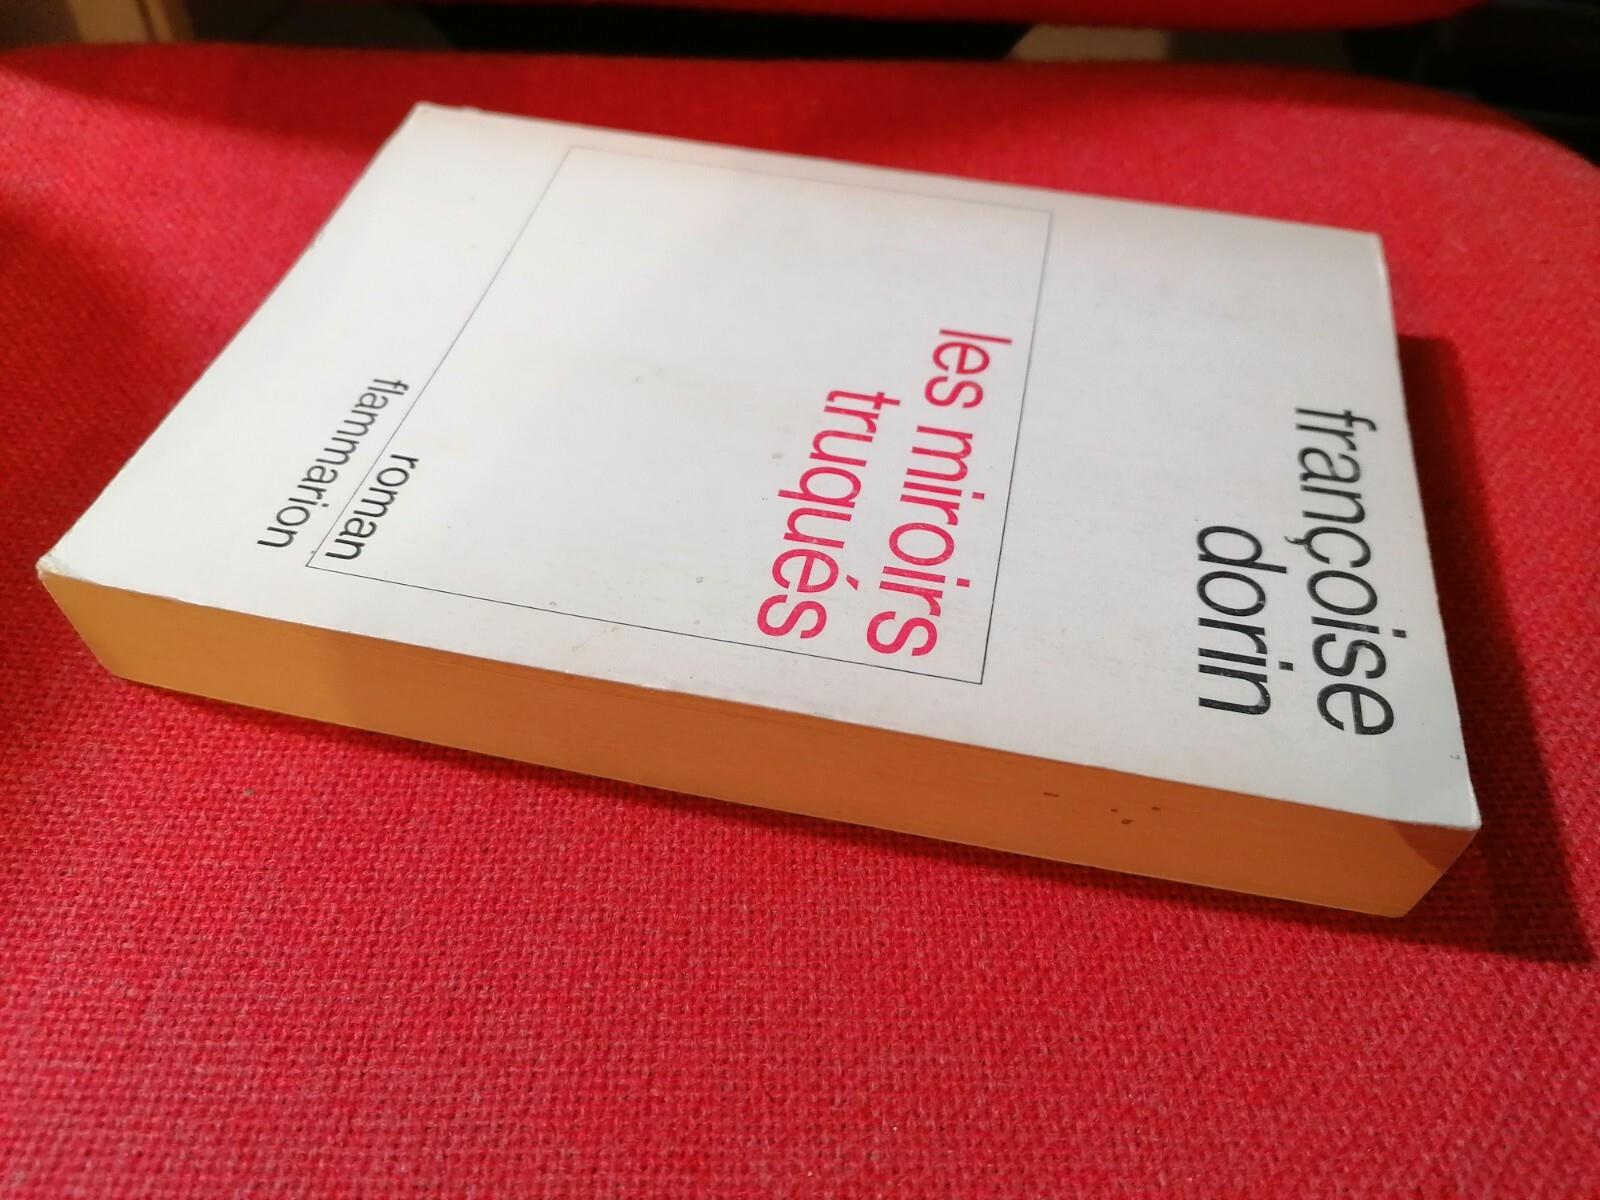 françoise
dorin
les miroirs
truqués
roman
flammarion